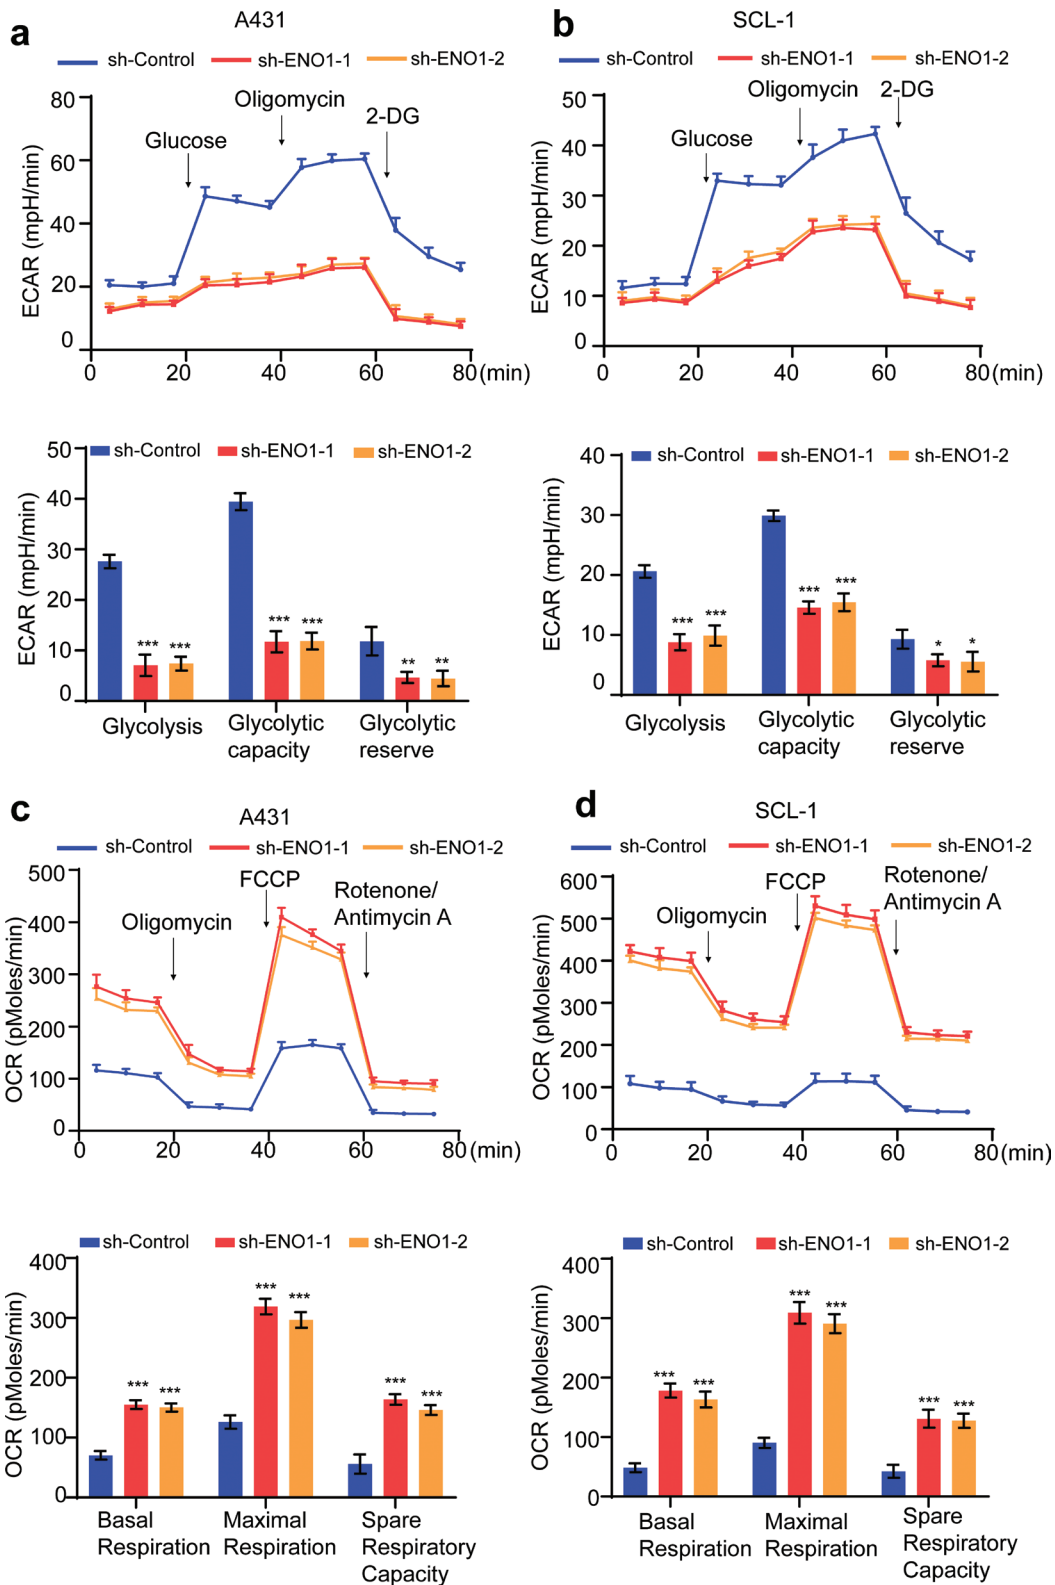 a
A431
sh-Control sh-ENO1-1 sh-ENO1-2
80
60
40
20
0
ECAR (mpH/min)
Glucose
Oligomycin
2-DG
0 20 40 60 80 (min)
50
40
30
20
10
0
ECAR (mpH/min)
sh-Control sh-ENO1-1 sh-ENO1-2
*** ***
*** ***
** **
Glycolysis
Glycolytic
capacity
Glycolytic
reserve
b
SCL-1
sh-Control sh-ENO1-1 sh-ENO1-2
50
40
30
20
10
0
ECAR (mpH/min)
Glucose
Oligomycin
2-DG
0 20 40 60 80 (min)
40
30
20
10
0
ECAR (mpH/min)
sh-Control sh-ENO1-1 sh-ENO1-2
*** ***
*** ***
* *
Glycolysis
Glycolytic
capacity
Glycolytic
reserve
c
A431
sh-Control sh-ENO1-1 sh-ENO1-2
500
400
300
200
100
0
OCR (pMoles/min)
Oligomycin
FCCP
Rotenone/
Antimycin A
0 20 40 60 80 (min)
400
300
200
100
0
OCR (pMoles/min)
sh-Control sh-ENO1-1 sh-ENO1-2
*** ***
*** ***
*** ***
Basal
Respiration
Maximal
Respiration
Spare
Respiratory
Capacity
d
SCL-1
sh-Control sh-ENO1-1 sh-ENO1-2
600
500
400
300
200
100
0
OCR (pMoles/min)
Oligomycin
FCCP
Rotenone/
Antimycin A
0 20 40 60 80 (min)
400
300
200
100
0
OCR (pMoles/min)
sh-Control sh-ENO1-1 sh-ENO1-2
*** ***
*** ***
*** ***
Basal
Respiration
Maximal
Respiration
Spare
Respiratory
Capacity